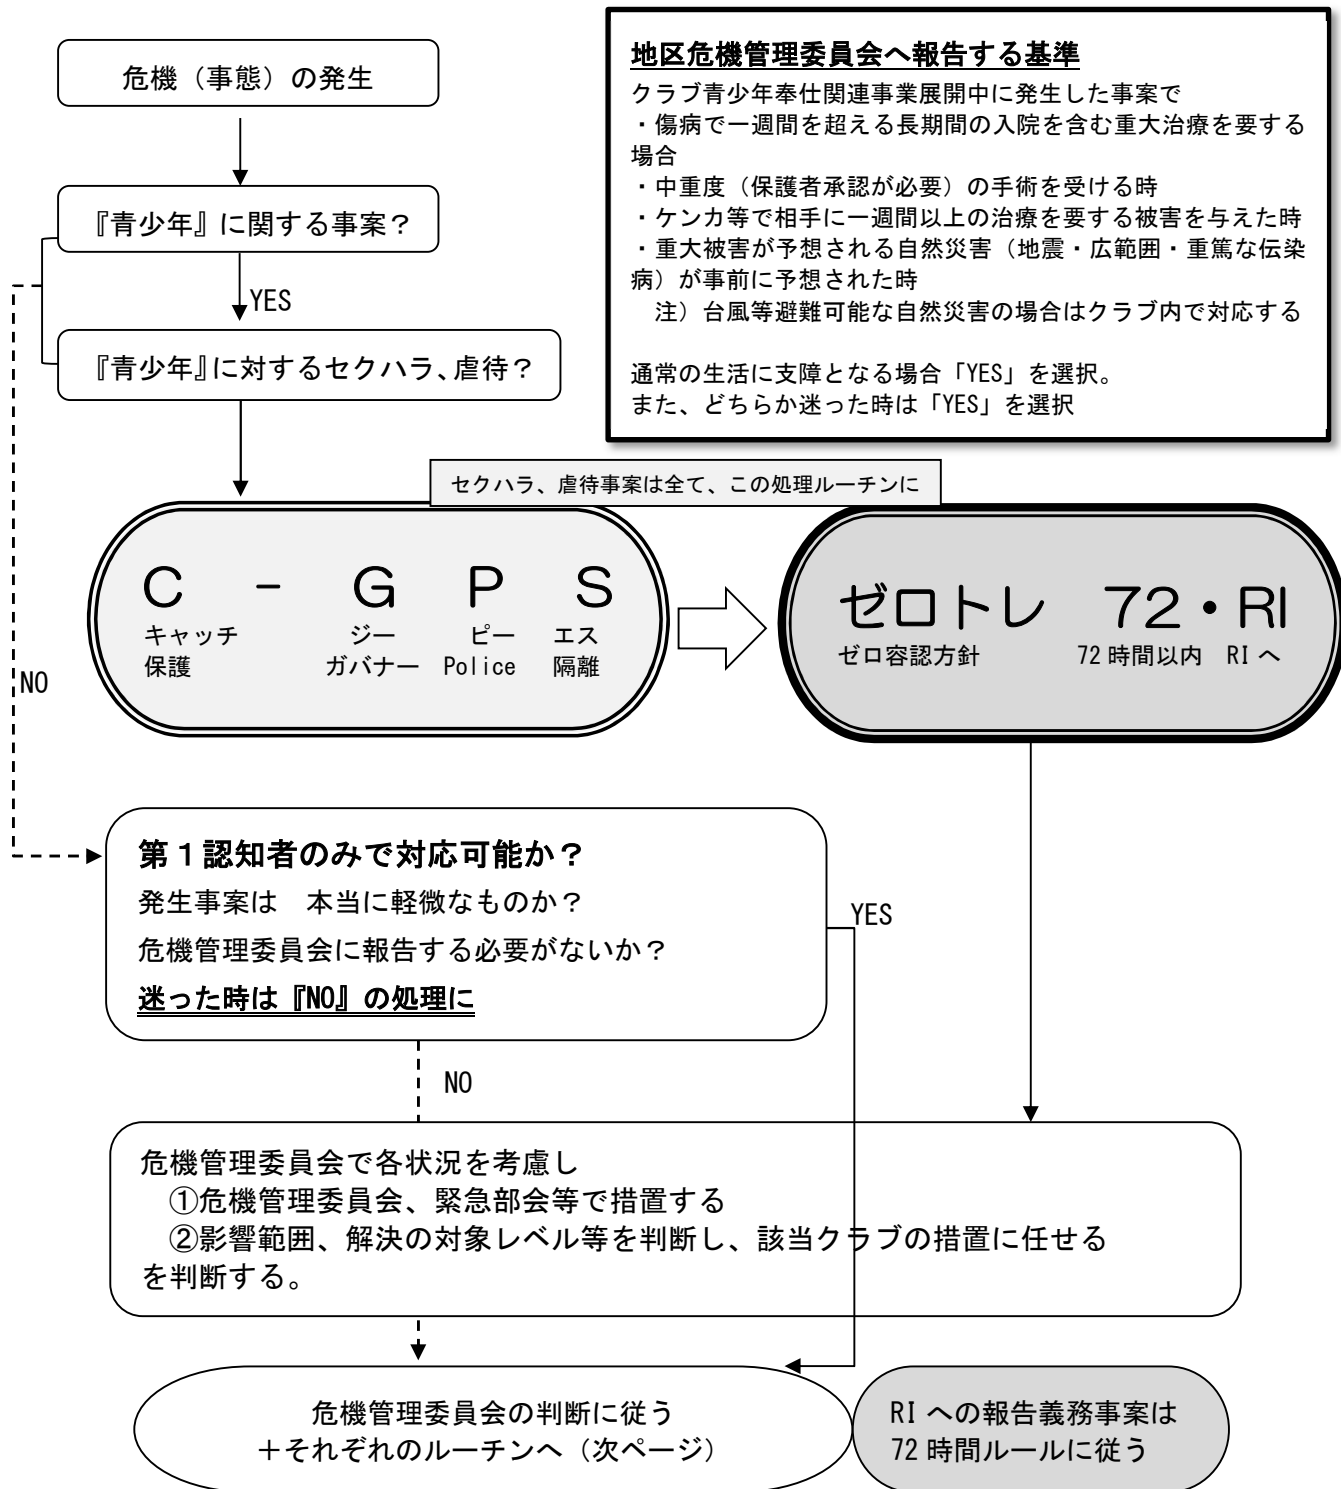 危機（事態）の発生
『青少年』に関する事案？
YES
『青少年』に対するセクハラ、虐待？
地区危機管理委員会へ報告する基準
クラブ青少年奉仕関連事業展開中に発生した事案で
・傷病で一週間を超える長期間の入院を含む重大治療を要する
場合
・中重度（保護者承認が必要）の手術を受ける時
・ケンカ等で相手に一週間以上の治療を要する被害を与えた時
・重大被害が予想される自然災害（地震・広範囲・重篤な伝染
病）が事前に予想された時
注）台風等避難可能な自然災害の場合はクラブ内で対応する
通常の生活に支障となる場合「YES」を選択。
また、どちらか迷った時は「YES」を選択
セクハラ、虐待事案は全て、この処理ルーチンに
C - G P S
キャッチ ジー ピー エス
保護 ガバナー Police 隔離
ゼロトレ 72・RI
ゼロ容認方針 72時間以内 RIへ
NO
第１認知者のみで対応可能か？
発生事案は 本当に軽微なものか？
危機管理委員会に報告する必要がないか？
迷った時は『NO』の処理に
YES
NO
危機管理委員会で各状況を考慮し
①危機管理委員会、緊急部会等で措置する
②影響範囲、解決の対象レベル等を判断し、該当クラブの措置に任せる
を判断する。
危機管理委員会の判断に従う
＋それぞれのルーチンへ（次ページ）
RIへの報告義務事案は
72時間ルールに従う